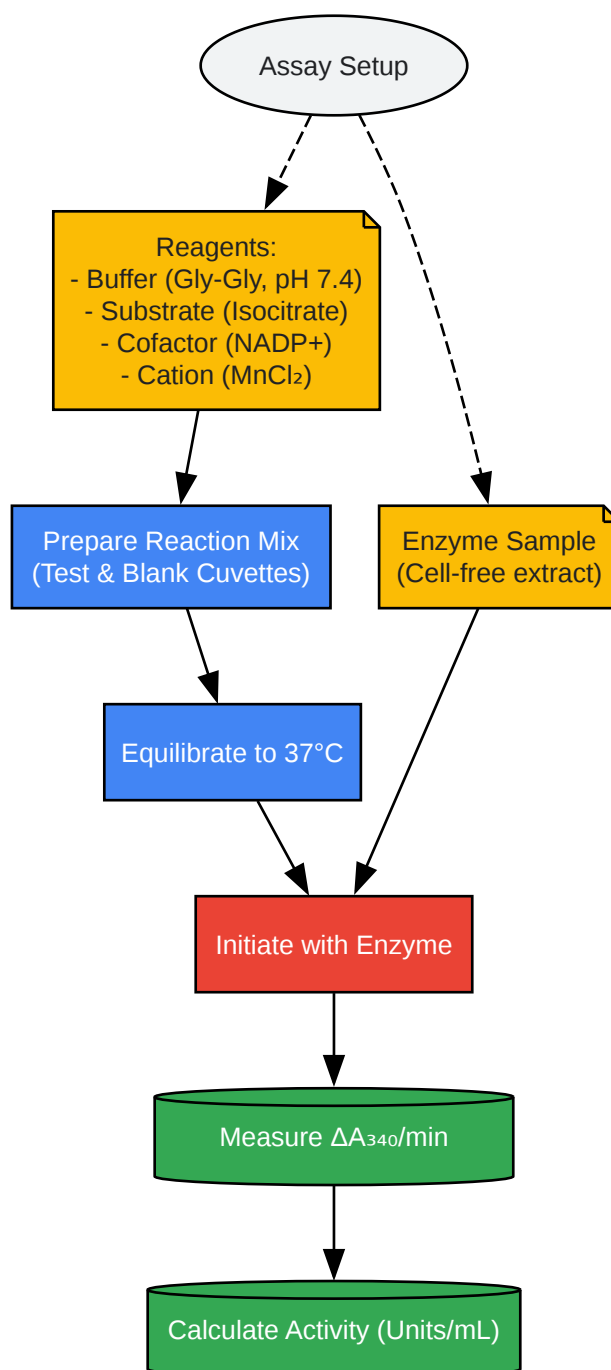 Assay Setup
Reagents:
- Buffer (Gly-Gly, pH 7.4)
- Substrate (Isocitrate)
- Cofactor (NADP+)
- Cation (MnCl₂)
Prepare Reaction Mix
(Test & Blank Cuvettes)
Enzyme Sample
(Cell-free extract)
Equilibrate to 37°C
Initiate with Enzyme
Measure ΔA₃₄₀/min
Calculate Activity (Units/mL)